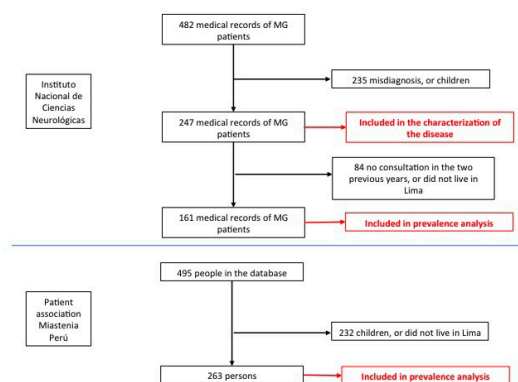 482 medical records of MG
patients
235 misdiagnosis, or children
Instituto
Nacional de
Ciencias
Neurológicas
247 medical records of MG
patients
Included in the characterization of
the disease
84 no consultation in the two
previous years, or did not live in
Lima
161 medical records of MG
patients
Included in prevalence analysis
495 people in the database
Patient
association
Miastenia
Perú
232 children, or did not live in Lima
263 persons
Included in prevalence analysis